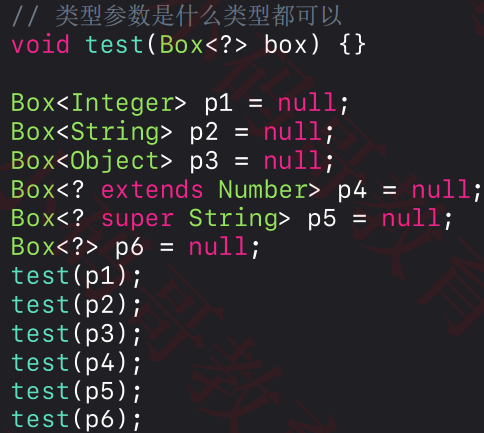 // 类型参数是什么类型都可以
void test(Box<?> box) {}
Box<Integer> p1 = null;
Box<String> p2 = null;
Box<Object> p3 = null;
Box<? extends Number> p4 = null;
Box<? super String> p5 = null;
Box<?> p6 = null;
test(p1);
test(p2);
test(p3);
test(p4);
test(p5);
test(p6);